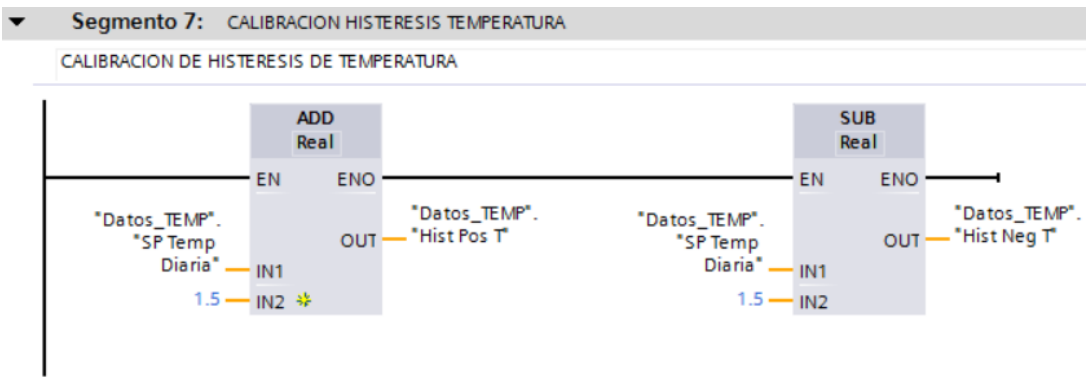 Segmento 7: CALIBRACION HISTERESIS TEMPERATURA
CALIBRACION DE HISTERESIS DE TEMPERATURA
ADD
Real
EN ENO
"Datos_TEMP".
"SP Temp
Diaria"
IN1
1.5
IN2
OUT
"Datos_TEMP".
"Hist Pos T"
SUB
Real
EN ENO
"Datos_TEMP".
"SP Temp
Diaria"
IN1
1.5
IN2
OUT
"Datos_TEMP".
"Hist Neg T"